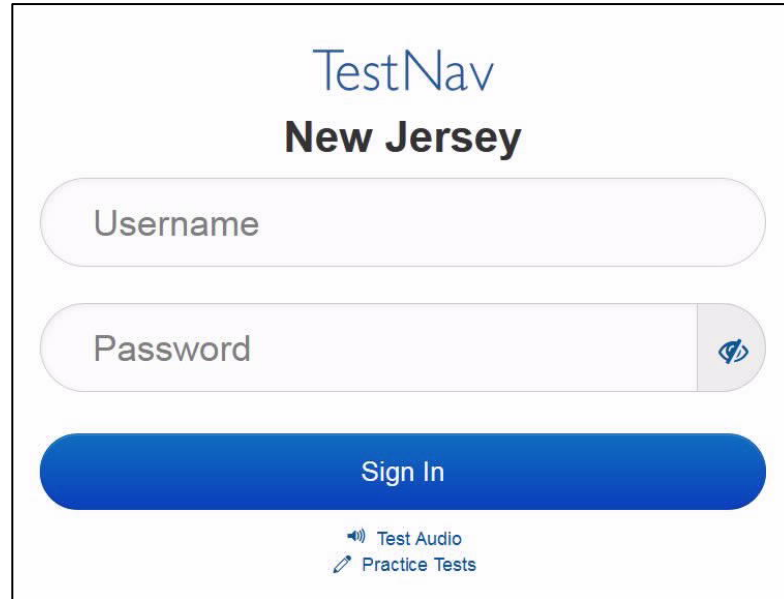 TestNav
New Jersey
Username
Password
Sign In
Test Audio
Practice Tests